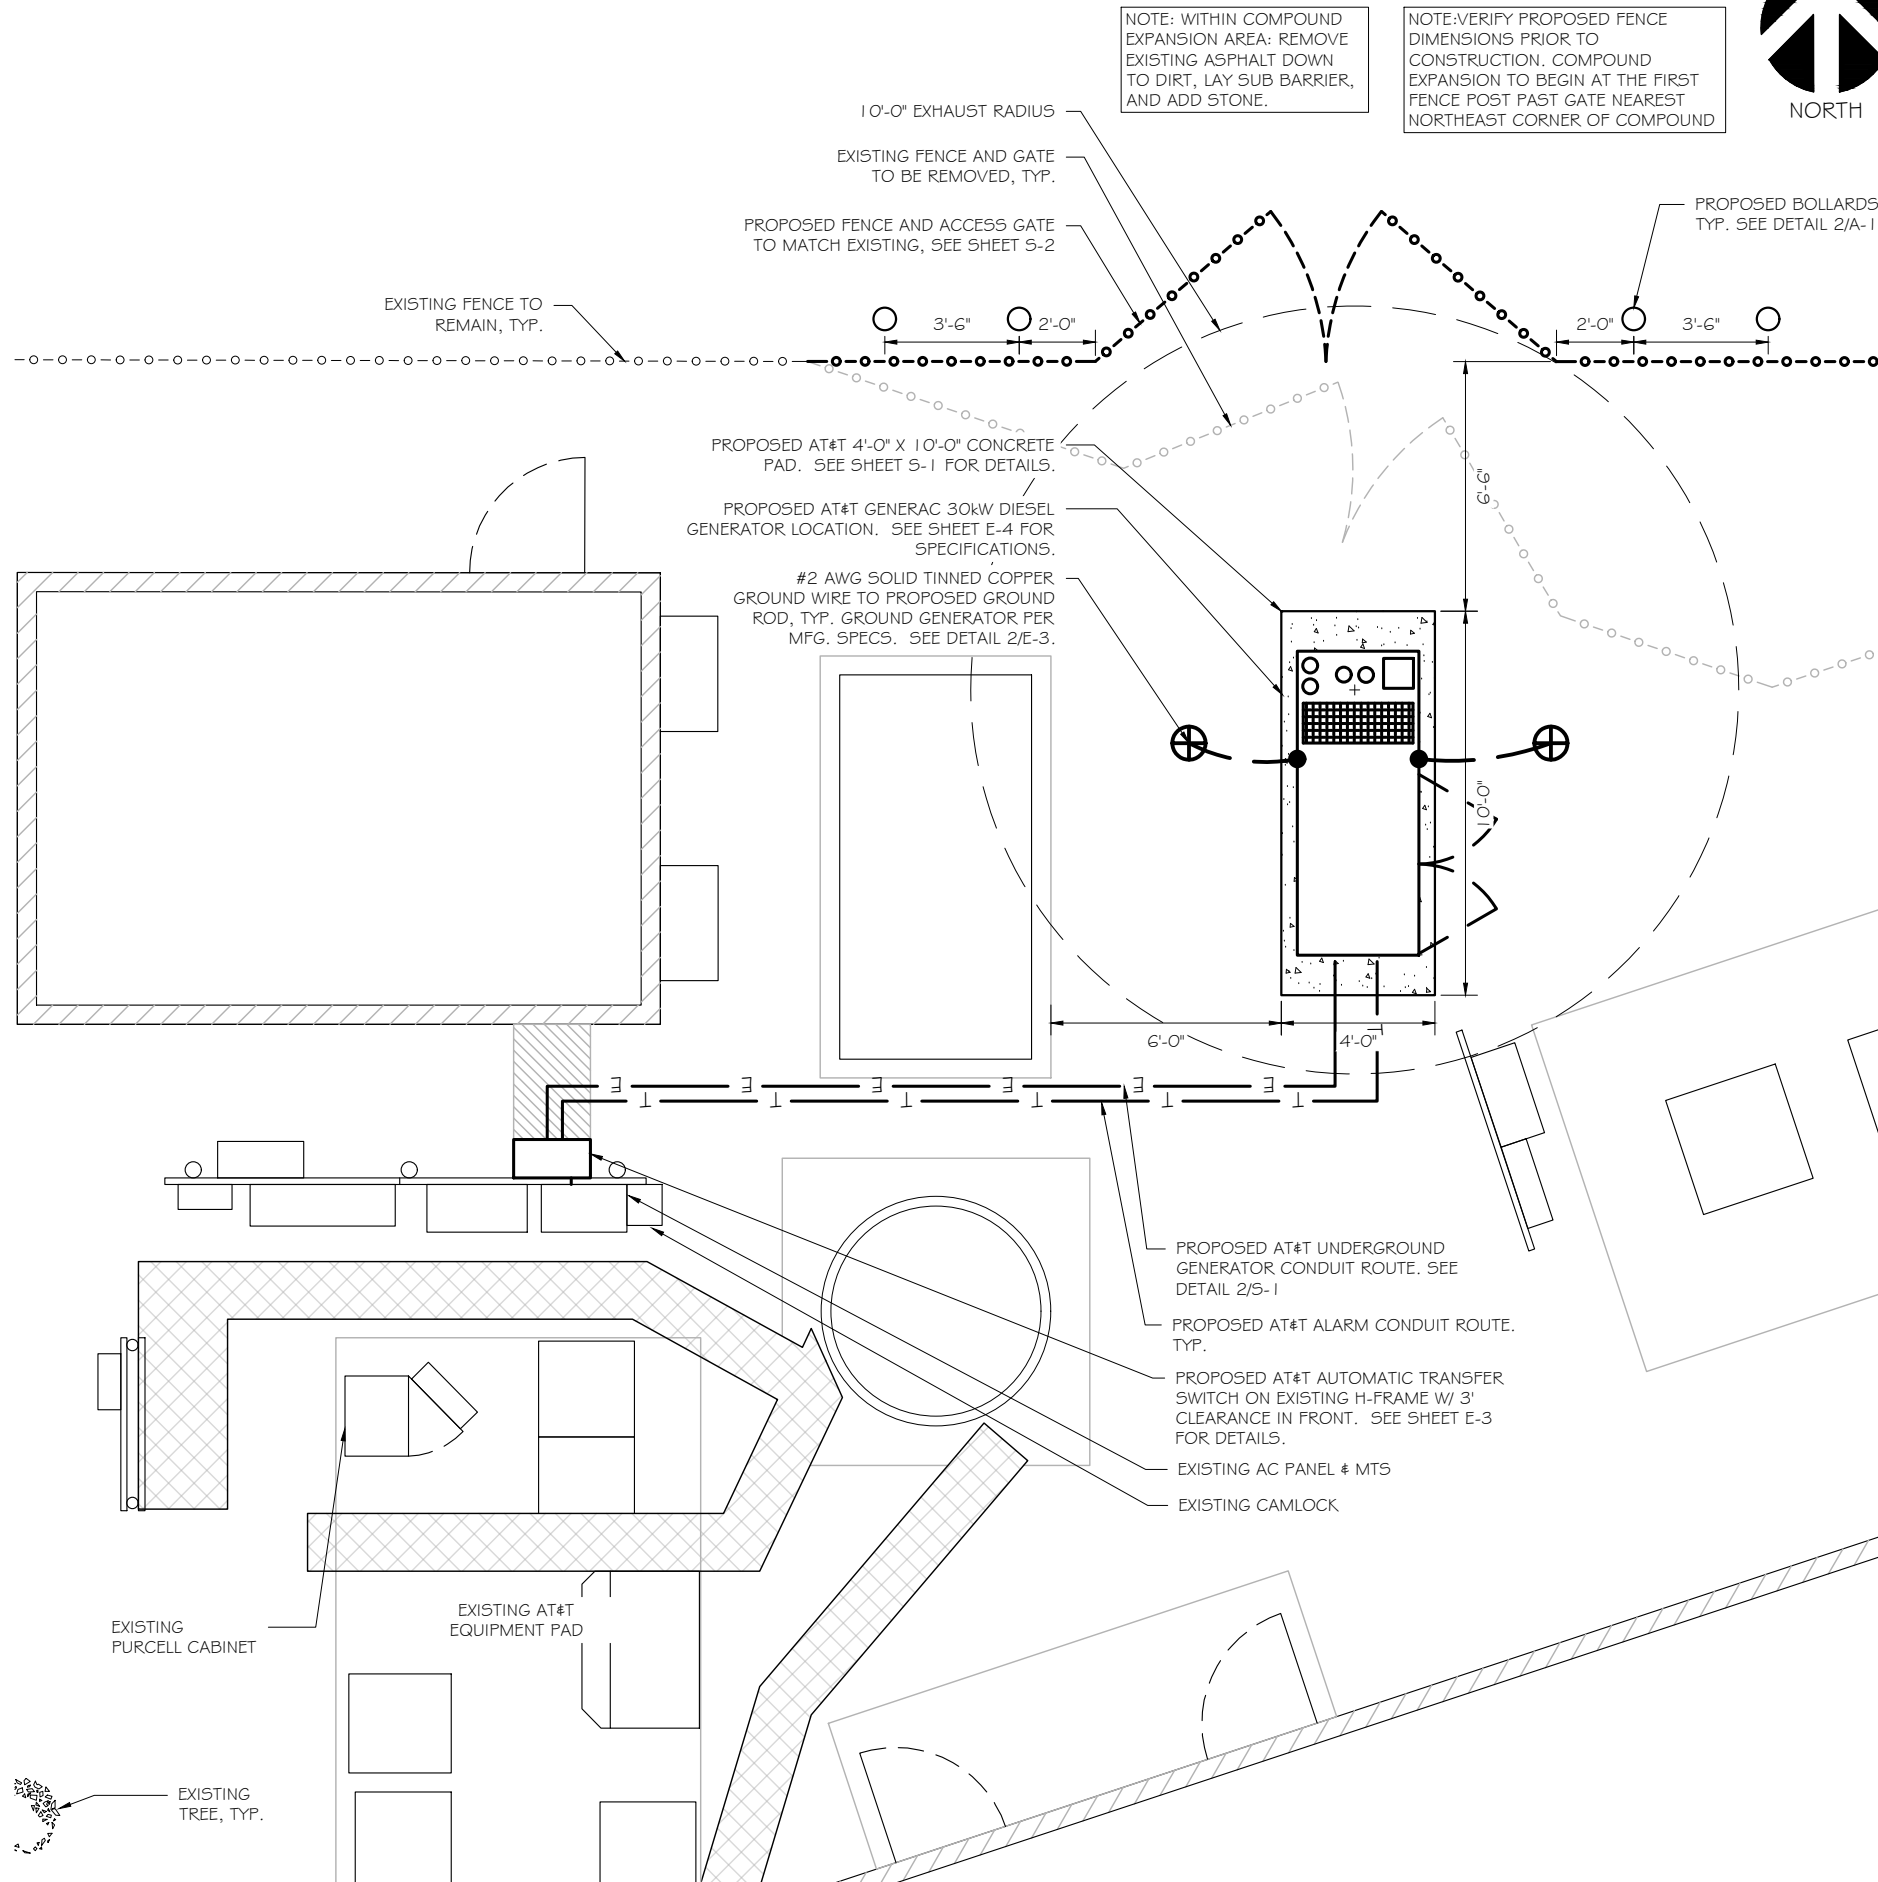 NOTE: WITHIN COMPOUND
EXPANSION AREA: REMOVE
EXISTING ASPHALT DOWN
TO DIRT, LAY SUB BARRIER,
AND ADD STONE.
NOTE:VERIFY PROPOSED FENCE
DIMENSIONS PRIOR TO
CONSTRUCTION. COMPOUND
EXPANSION TO BEGIN AT THE FIRST
FENCE POST PAST GATE NEAREST
NORTHEAST CORNER OF COMPOUND
NORTH
10'-0" EXHAUST RADIUS
EXISTING FENCE AND GATE
TO BE REMOVED, TYP.
PROPOSED FENCE AND ACCESS GATE
TO MATCH EXISTING, SEE SHEET S-2
PROPOSED BOLLARDS
TYP. SEE DETAIL 2/A-1
EXISTING FENCE TO
REMAIN, TYP.
3'-6"
2'-0"
2'-0"
3'-6"
PROPOSED AT&T 4'-0" X 10'-0" CONCRETE
PAD. SEE SHEET S-1 FOR DETAILS.
6'-6"
PROPOSED AT&T GENERAC 30kW DIESEL
GENERATOR LOCATION. SEE SHEET E-4 FOR
SPECIFICATIONS.
#2 AWG SOLID TINNED COPPER
GROUND WIRE TO PROPOSED GROUND
ROD, TYP. GROUND GENERATOR PER
MFG. SPECS. SEE DETAIL 2/E-3.
10'-0"
6'-0"
4'-0"
T
E E E E E E
T T T T T T
PROPOSED AT&T UNDERGROUND
GENERATOR CONDUIT ROUTE. SEE
DETAIL 2/S-1
PROPOSED AT&T ALARM CONDUIT ROUTE.
TYP.
PROPOSED AT&T AUTOMATIC TRANSFER
SWITCH ON EXISTING H-FRAME W/ 3'
CLEARANCE IN FRONT. SEE SHEET E-3
FOR DETAILS.
EXISTING AC PANEL & MTS
EXISTING CAMLOCK
EXISTING
PURCELL CABINET
EXISTING AT&T
EQUIPMENT PAD
EXISTING
TREE, TYP.